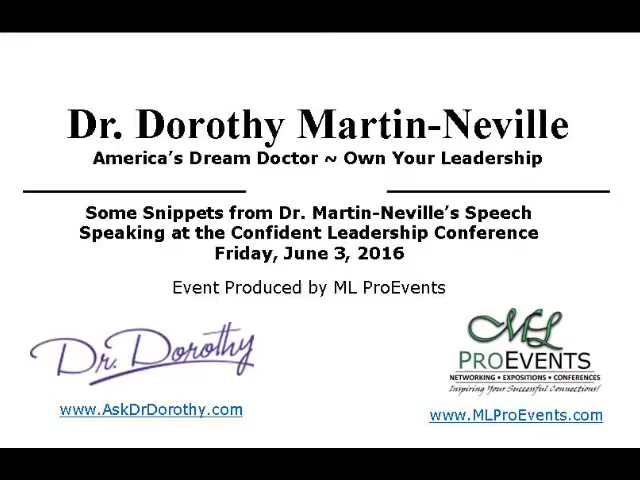 Dr. Dorothy Martin-Neville
America's Dream Doctor ~ Own Your Leadership
Some Snippets from Dr. Martin-Neville's Speech
Speaking at the Confident Leadership Conference
Friday, June 3, 2016
Event Produced by ML ProEvents
Dr. Dorothy
www.AskDrDorothy.com
ML
PROEVENTS
NETWORKING • EXPOSITIONS • CONFERENCES
Inspiring Your Successful Connections!
www.MLProEvents.com